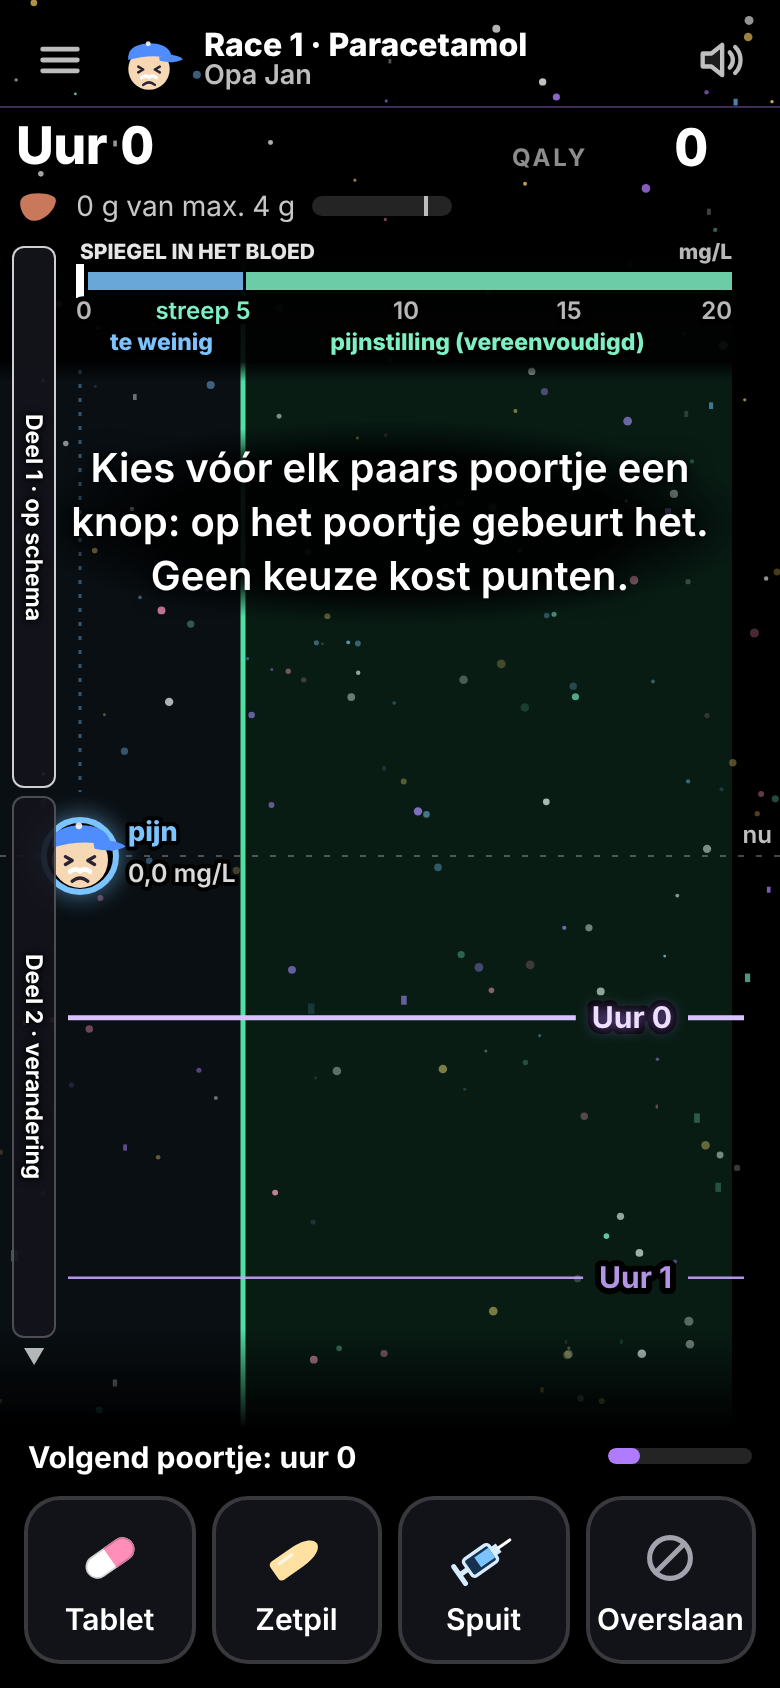 Race 1 · Paracetamol
Opa Jan
Uur 0
QALY 0
0 g van max. 4 g
SPIEGEL IN HET BLOED mg/L
0 streep 5 10 15 20
te weinig pijnstilling (vereenvoudigd)
Deel 1 · op schema
Kies vóór elk paars poortje een
knop: op het poortje gebeurt het.
Geen keuze kost punten.
pijn
0,0 mg/L
nu
Deel 2 · verandering
Uur 0
Uur 1
Volgend poortje: uur 0
Tablet Zetpil Spuit Overslaan